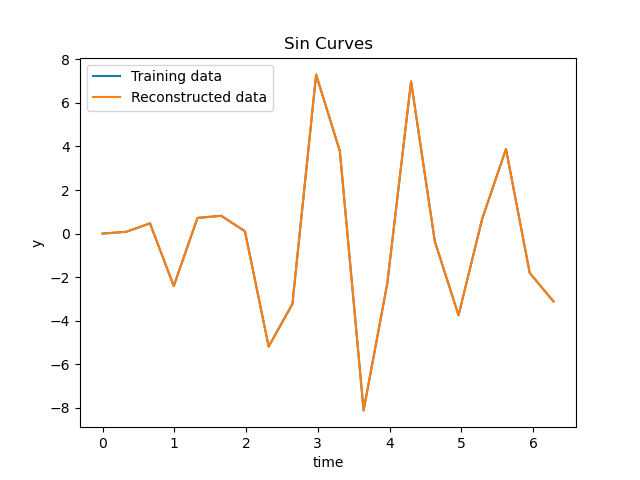 Sin Curves
Training data
Reconstructed data
8
6
4
2
0
−2
−4
−6
−8
y
0 1 2 3 4 5 6
time